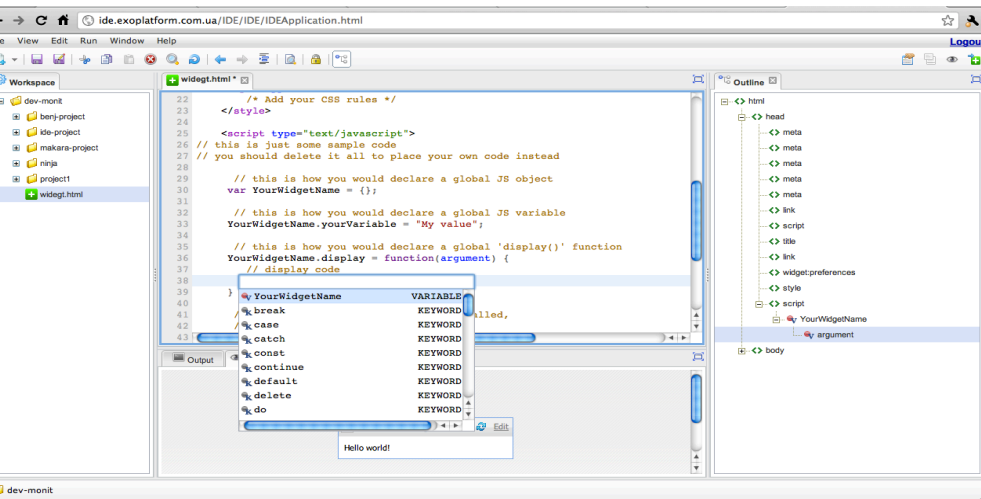 ide.exoplatform.com.ua/IDE/IDE/IDEApplication.html
View Edit Run Window Help
Workspace
dev-monit
benj-project
ide-project
makara-project
ninja
project1
widegt.html
widegt.html *
22 /* Add your CSS rules */
23 </style>
24
25 <script type="text/javascript">
26 // this is just some sample code
27 // you should delete it all to place your own code instead
28
29 // this is how you would declare a global JS object
30 var YourWidgetName = {};
31
32 // this is how you would declare a global JS variable
33 YourWidgetName.yourVariable = "My value";
34
35 // this is how you would declare a global 'display()' function
36 YourWidgetName.display = function(argument) {
37 // display code
38
39 }
40
41
42
43
YourWidgetName VARIABLE
break KEYWORD
case KEYWORD
catch KEYWORD
const KEYWORD
continue KEYWORD
default KEYWORD
delete KEYWORD
do KEYWORD
Output
Edit
Hello world!
Outline
<> html
<> head
<> meta
<> meta
<> meta
<> meta
<> meta
<> link
<> script
<> title
<> link
<> widget:preferences
<> style
<> script
YourWidgetName
argument
<> body
dev-monit